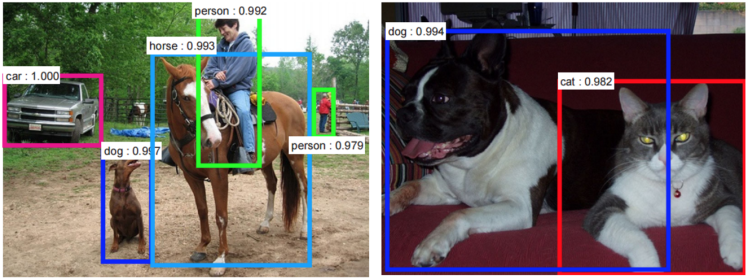 person : 0.992
horse : 0.993
car : 1.000
dog : 0.997
person : 0.979
dog : 0.994
cat : 0.982